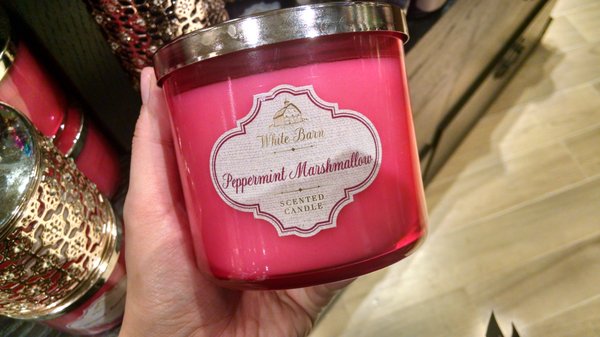 White Barn
Peppermint Marshmallow
SCENTED
CANDLE